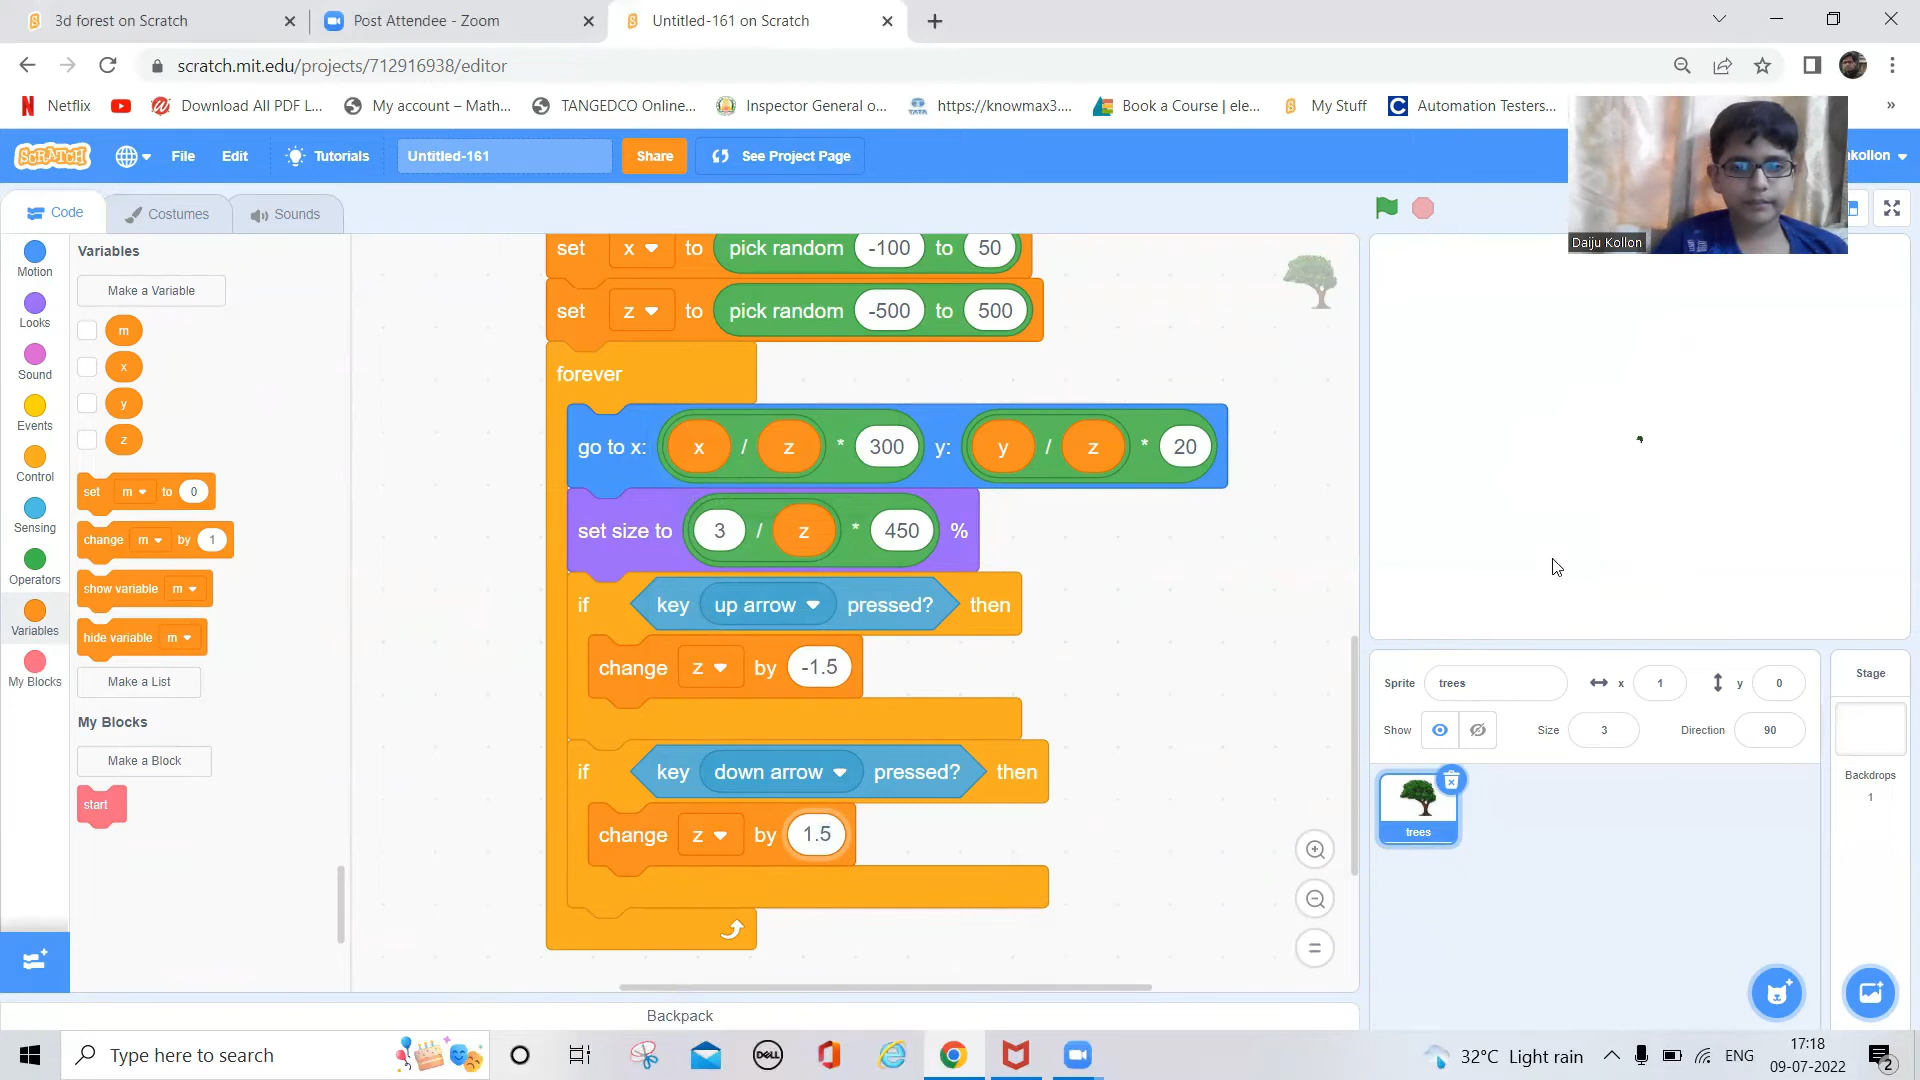 3d forest on Scratch
Post Attendee - Zoom
Untitled-161 on Scratch
scratch.mit.edu/projects/712916938/editor
Netflix
Download All PDF L...
My account – Math...
TANGEDCO Online...
Inspector General o...
https://knowmax3....
Book a Course | ele...
My Stuff
Automation Testers...
»
SCRATCH
File
Edit
Tutorials
Untitled-161
Share
See Project Page
kollon
Daiju Kollon
Code
Costumes
Sounds
Motion
Looks
Sound
Events
Control
Sensing
Operators
Variables
My Blocks
Variables
Make a Variable
m
x
y
z
set m to 0
change m by 1
show variable m
hide variable m
Make a List
My Blocks
Make a Block
start
set x to pick random -100 to 50
set z to pick random -500 to 500
forever
go to x: x / z * 300 y: y / z * 20
set size to 3 / z * 450 %
if key up arrow pressed? then
change z by -1.5
if key down arrow pressed? then
change z by 1.5
Backpack
Sprite trees x 1 y 0
Show Size 3 Direction 90
trees
Stage
Backdrops
1
Type here to search
DELL
32°C Light rain
ENG
17:18
09-07-2022
2